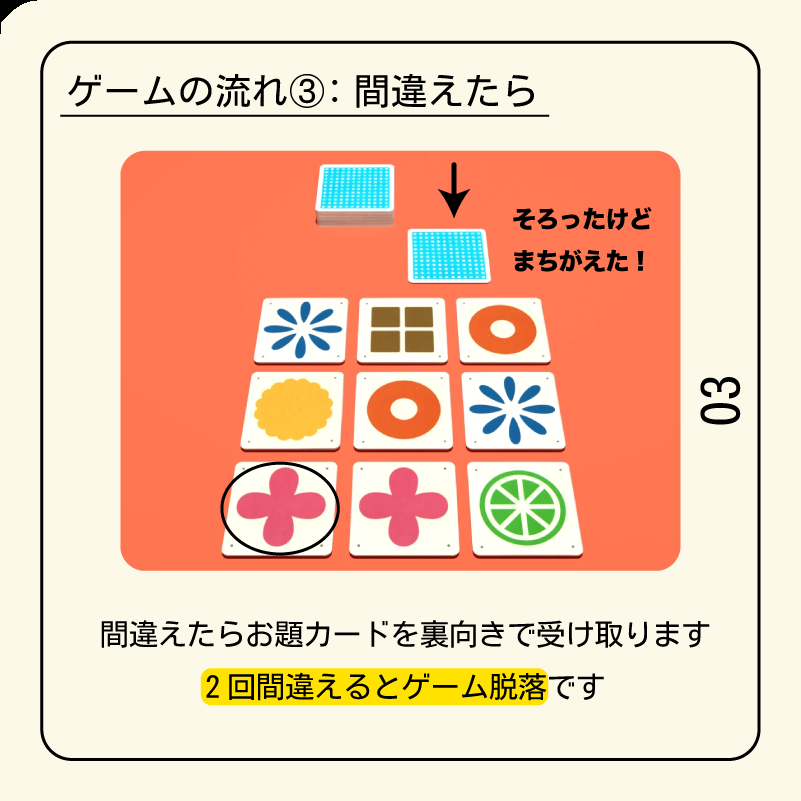 ゲームの流れ③：間違えたら
そろったけど
まちがえた！
03
間違えたらお題カードを裏向きで受け取ります
2回間違えるとゲーム脱落です